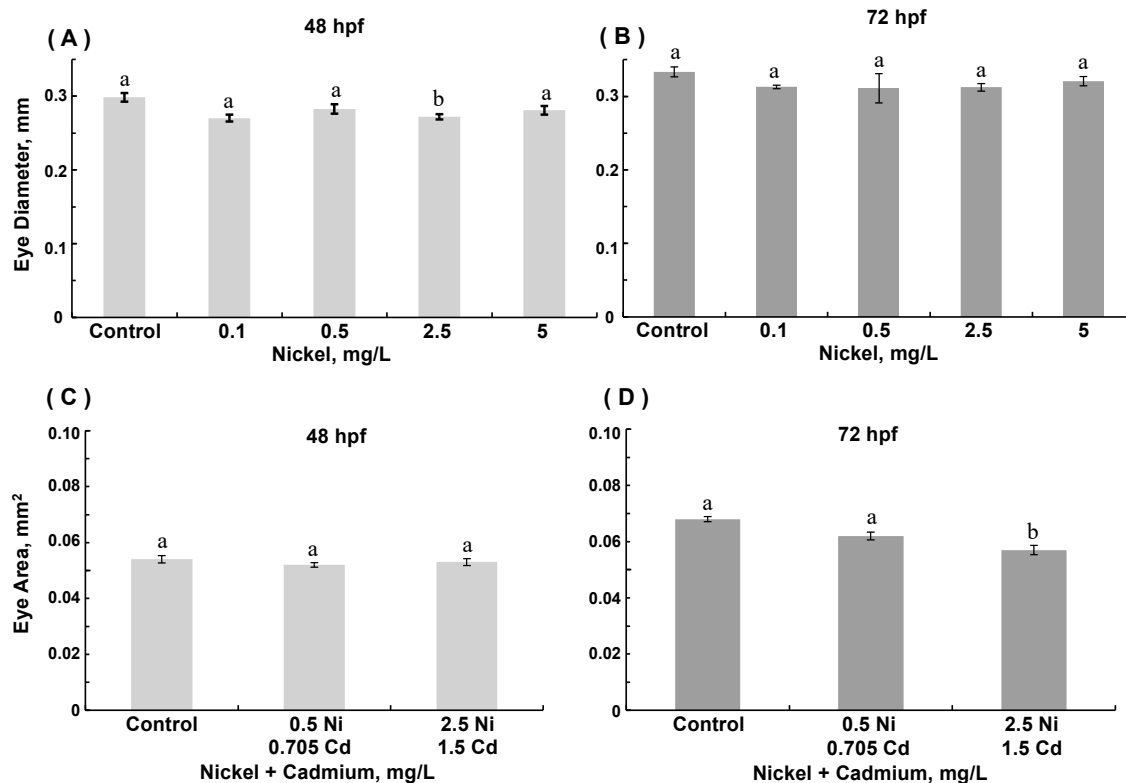 ( A )
48 hpf
Eye Diameter, mm
0.3
0.2
0.1
0
a
a
a
b
a
Control
0.1
0.5
2.5
5
Nickel, mg/L
( B )
72 hpf
0.3
0.2
0.1
0
a
a
a
a
a
Control
0.1
0.5
2.5
5
Nickel, mg/L
( C )
48 hpf
Eye Area, mm²
0.10
0.08
0.06
0.04
0.02
0
a
a
a
Control
0.5 Ni
0.705 Cd
2.5 Ni
1.5 Cd
Nickel + Cadmium, mg/L
( D )
72 hpf
0.10
0.08
0.06
0.04
0.02
0
a
a
b
Control
0.5 Ni
0.705 Cd
2.5 Ni
1.5 Cd
Nickel + Cadmium, mg/L